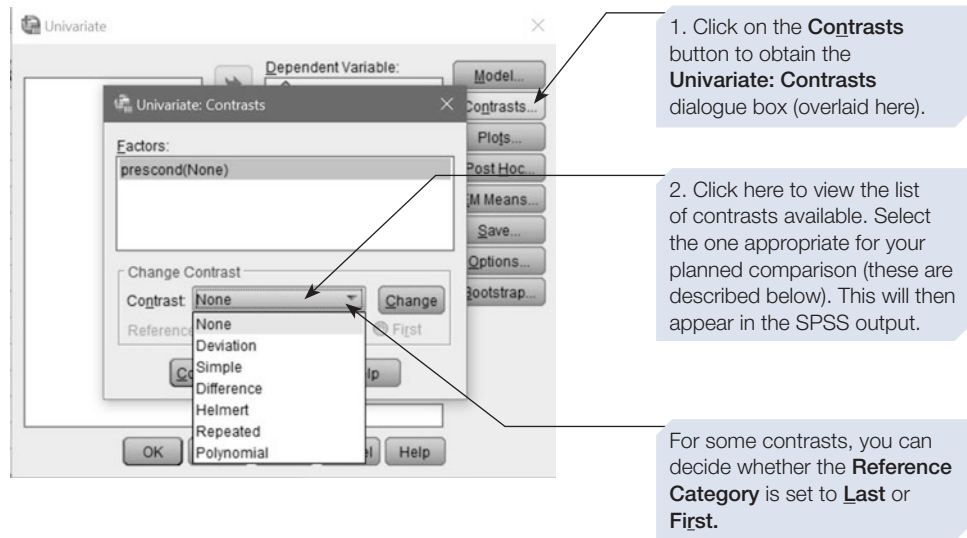 Univariate
Dependent Variable:
Model...
Contrasts...
Plots...
Post Hoc...
EM Means...
Save...
Options...
Bootstrap...
Univariate: Contrasts
Factors:
prescond(None)
Change Contrast
Contrast: None
Change
Reference
First
None
Deviation
Simple
Difference
Helmert
Repeated
Polynomial
OK
Help
1. Click on the Contrasts
button to obtain the
Univariate: Contrasts
dialogue box (overlaid here).
2. Click here to view the list
of contrasts available. Select
the one appropriate for your
planned comparison (these are
described below). This will then
appear in the SPSS output.
For some contrasts, you can
decide whether the Reference
Category is set to Last or
First.